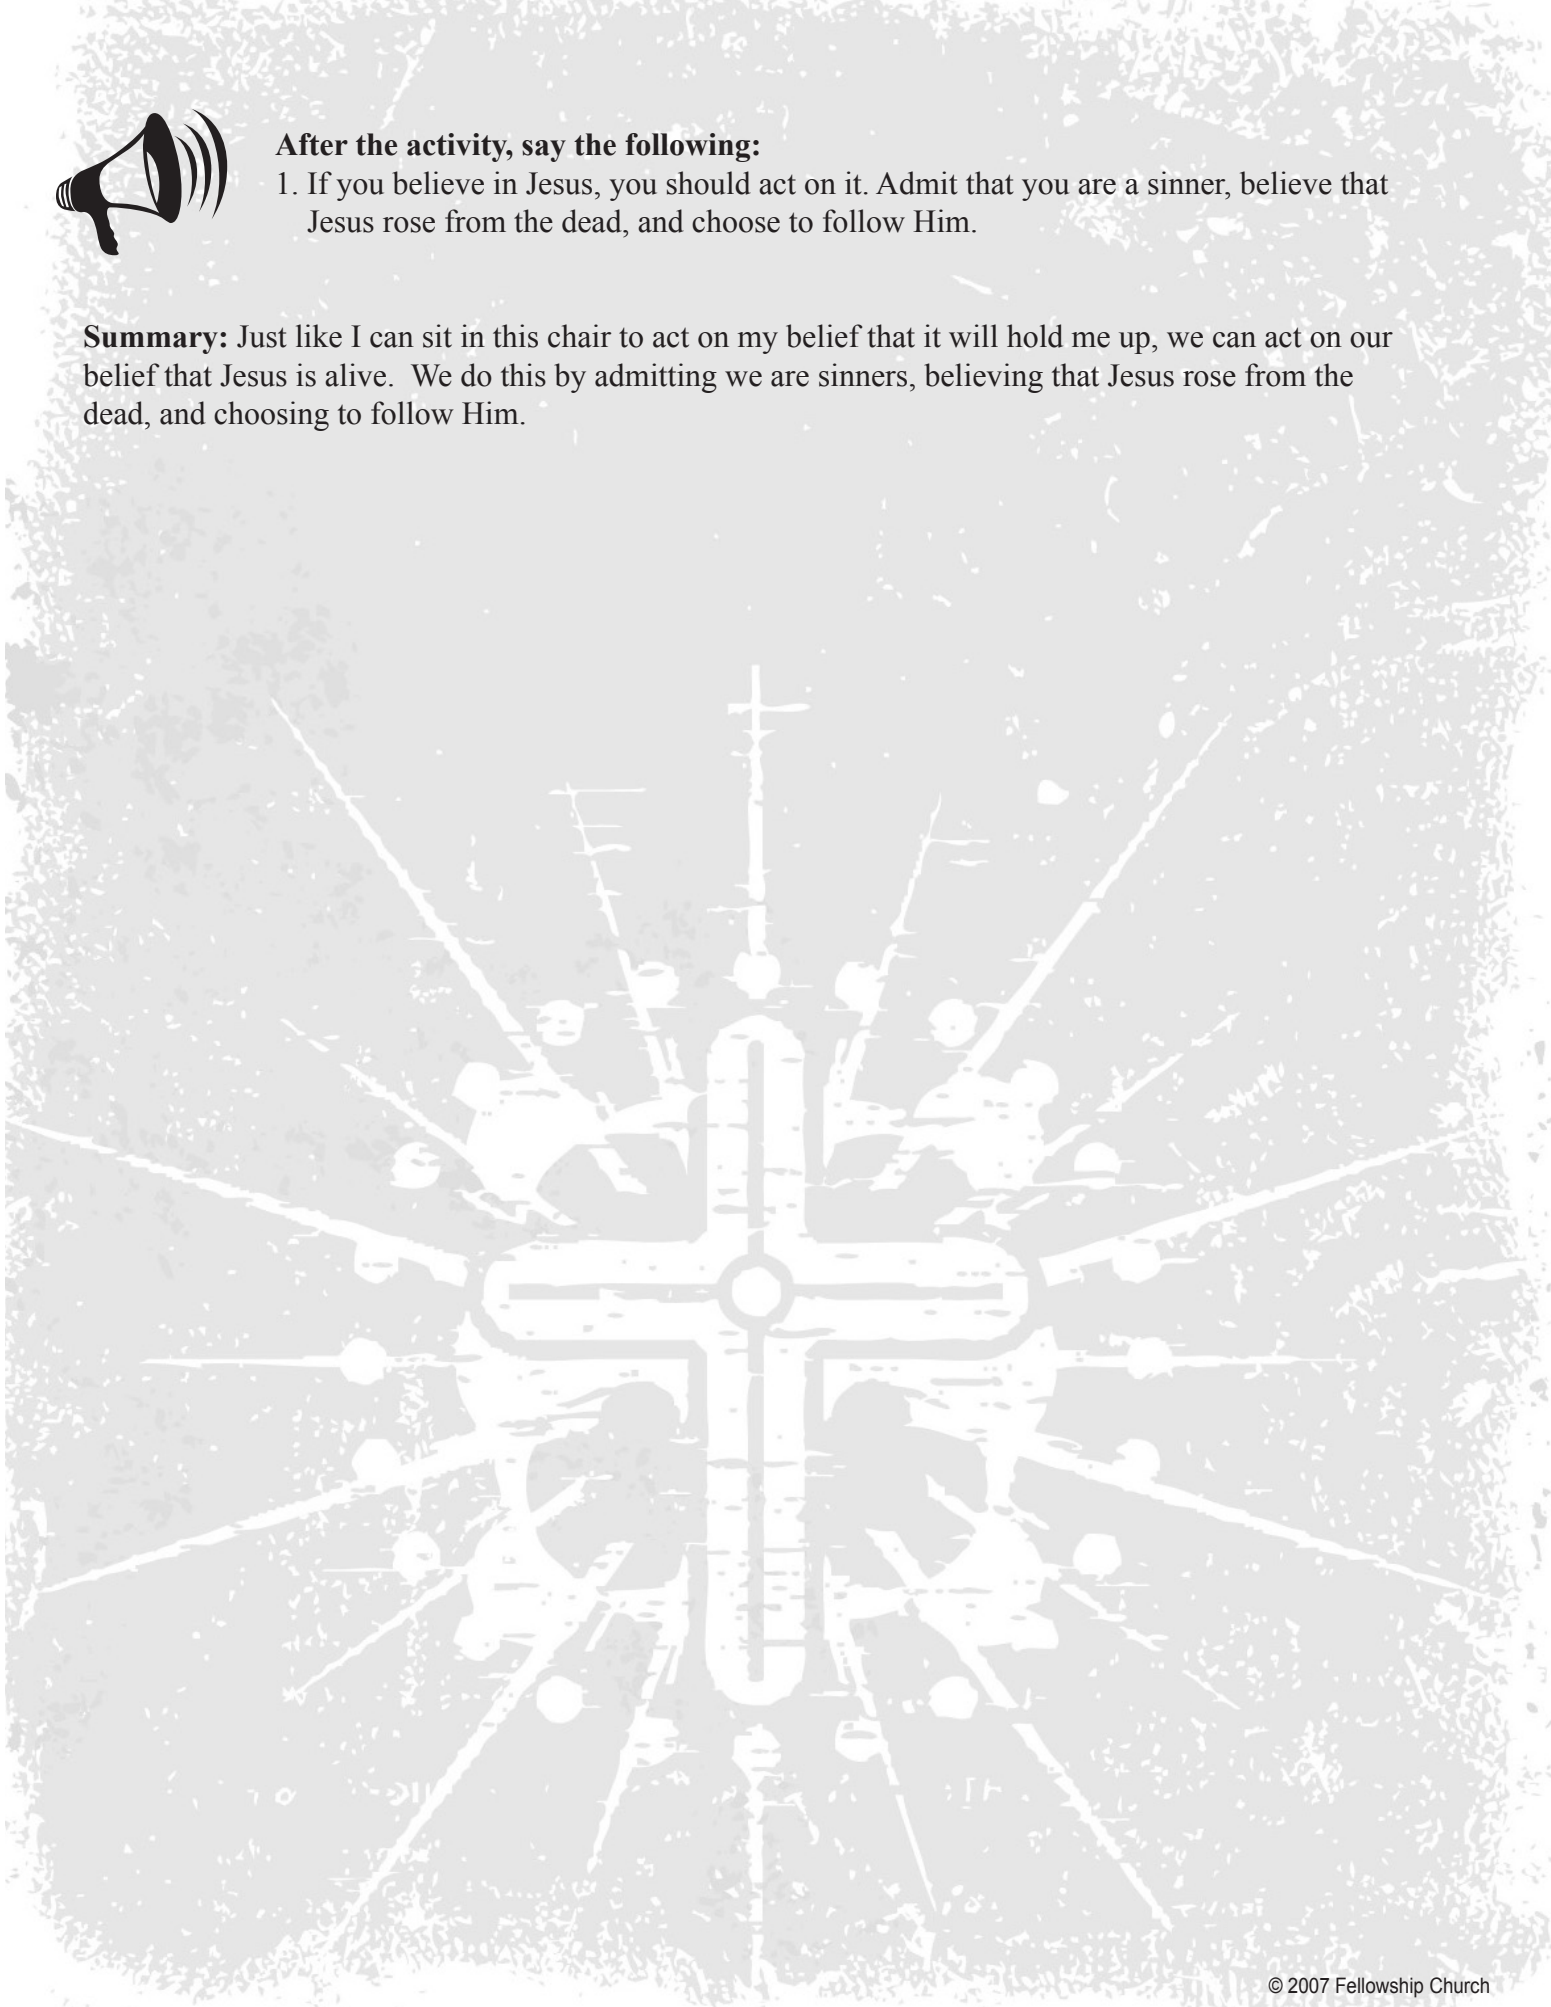 After the activity, say the following:
1. If you believe in Jesus, you should act on it. Admit that you are a sinner, believe that
Jesus rose from the dead, and choose to follow Him.
Summary: Just like I can sit in this chair to act on my belief that it will hold me up, we can act on our
belief that Jesus is alive.  We do this by admitting we are sinners, believing that Jesus rose from the
dead, and choosing to follow Him.
© 2007 Fellowship Church